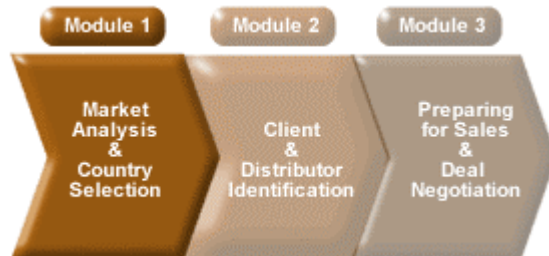 Module 1
Module 2
Module 3
Market
Analysis
&
Country
Selection
Client
&
Distributor
Identification
Preparing
for Sales
&
Deal
Negotiation